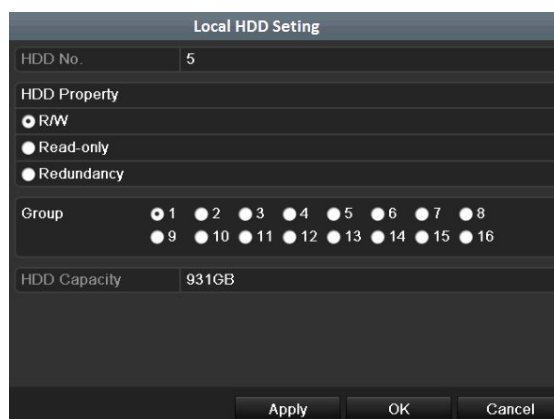 Local HDD Seting
HDD No. 5
HDD Property
R/W
Read-only
Redundancy
Group 1 2 3 4 5 6 7 8
9 10 11 12 13 14 15 16
HDD Capacity 931GB
Apply OK Cancel